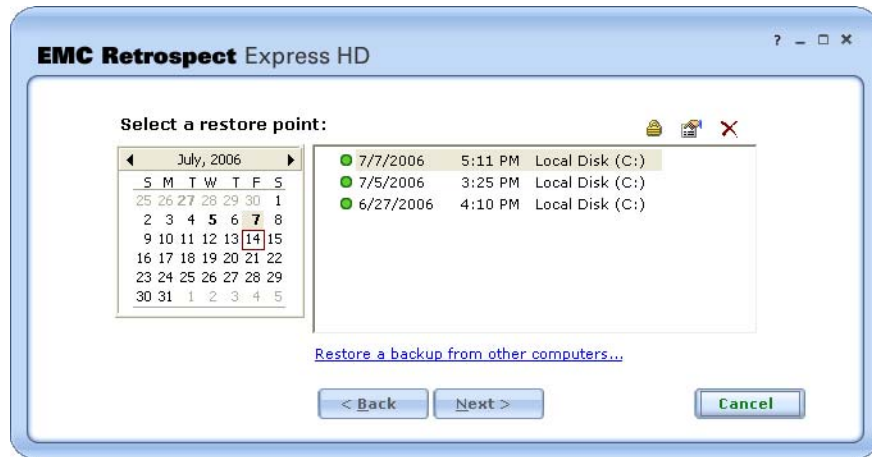 EMC Retrospect Express HD
Select a restore point:
July, 2006
S M T W T F S
25 26 27 28 29 30 1
2 3 4 5 6 7 8
9 10 11 12 13 14 15
16 17 18 19 20 21 22
23 24 25 26 27 28 29
30 31 1 2 3 4 5
7/7/2006 5:11 PM Local Disk (C:)
7/5/2006 3:25 PM Local Disk (C:)
6/27/2006 4:10 PM Local Disk (C:)
Restore a backup from other computers...
< Back
Next >
Cancel